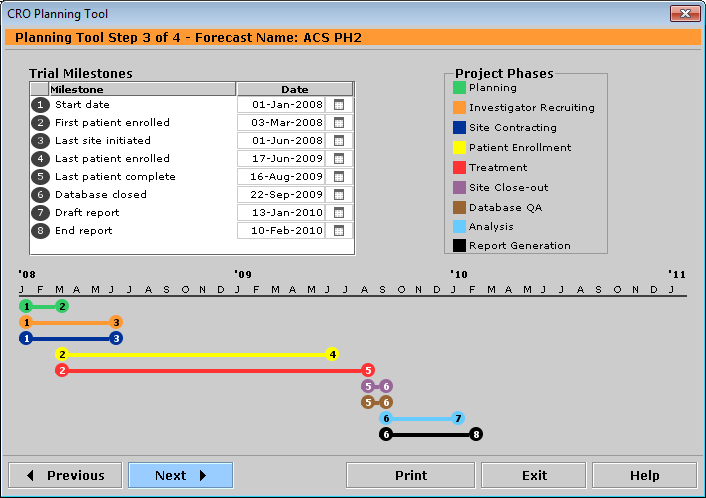 CRO Planning Tool
Planning Tool Step 3 of 4 - Forecast Name: ACS PH2
Trial Milestones
Milestone Date
1 Start date 01-Jan-2008
2 First patient enrolled 03-Mar-2008
3 Last site initiated 01-Jun-2008
4 Last patient enrolled 17-Jun-2009
5 Last patient complete 16-Aug-2009
6 Database closed 22-Sep-2009
7 Draft report 13-Jan-2010
8 End report 10-Feb-2010
Project Phases
Planning
Investigator Recruiting
Site Contracting
Patient Enrollment
Treatment
Site Close-out
Database QA
Analysis
Report Generation
'08 '09 '10 '11
J F M A M J J A S O N D J F M A M J J A S O N D J F M A M J J A S O N D J
1 2
1 3
1 3
2 4
2 5
5 6
5 6
6 7
6 8
Previous Next Print Exit Help